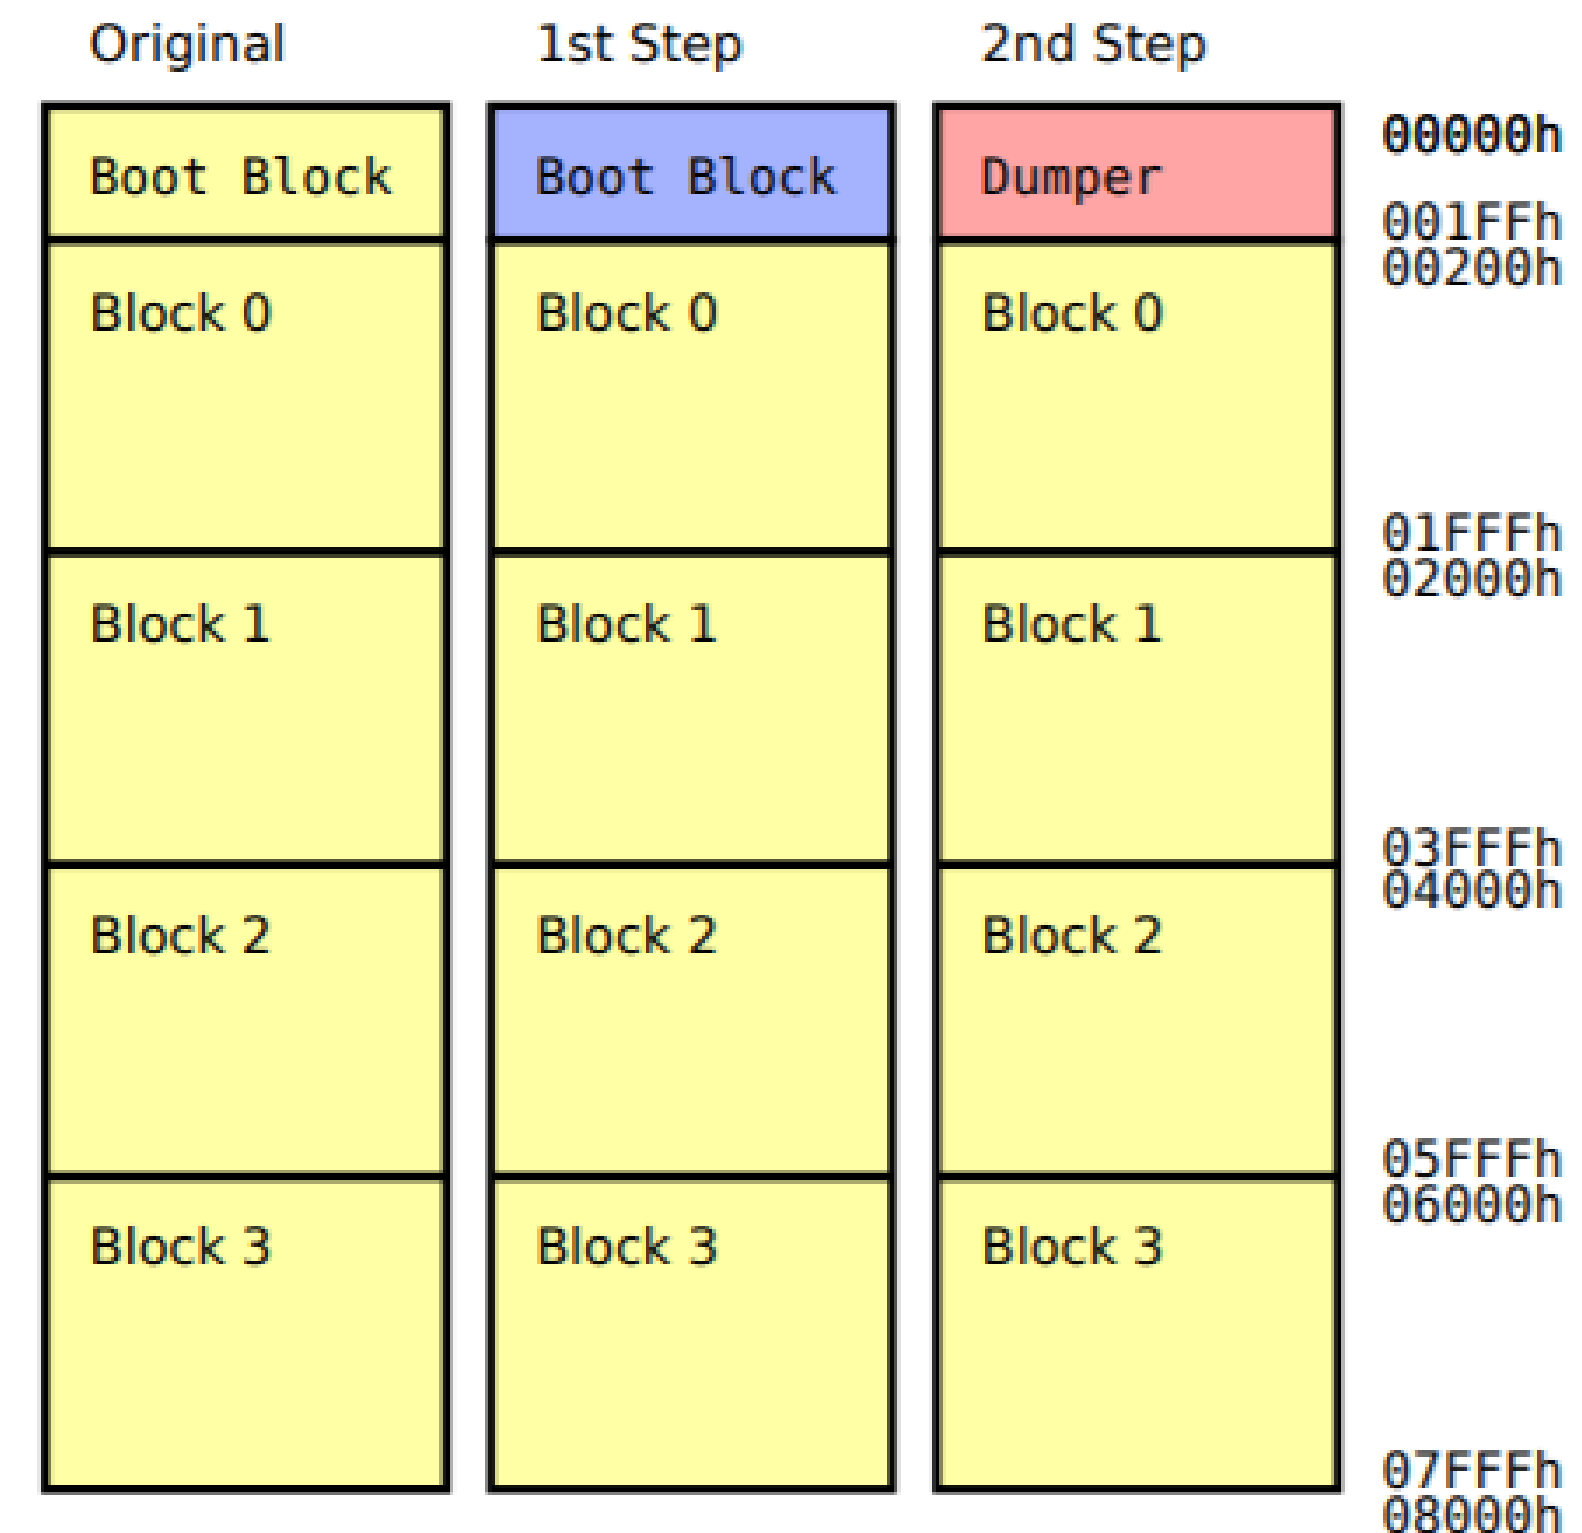 Original 1st Step 2nd Step
00000h
Boot Block Boot Block Dumper
001FFh
00200h
Block 0 Block 0 Block 0
01FFFh
02000h
Block 1 Block 1 Block 1
03FFFh
04000h
Block 2 Block 2 Block 2
05FFFh
06000h
Block 3 Block 3 Block 3
07FFFh
08000h